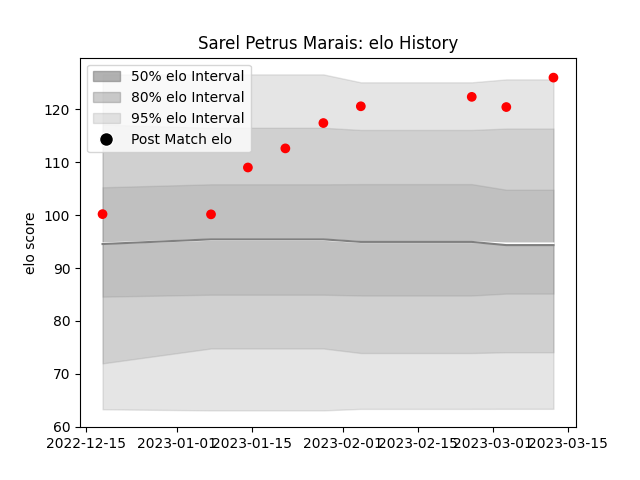 Sarel Petrus Marais: elo History
50% elo Interval
80% elo Interval
95% elo Interval
Post Match elo
elo score
120
110
100
90
80
70
60
2022-12-15
2023-01-01
2023-01-15
2023-02-01
2023-02-15
2023-03-01
2023-03-15